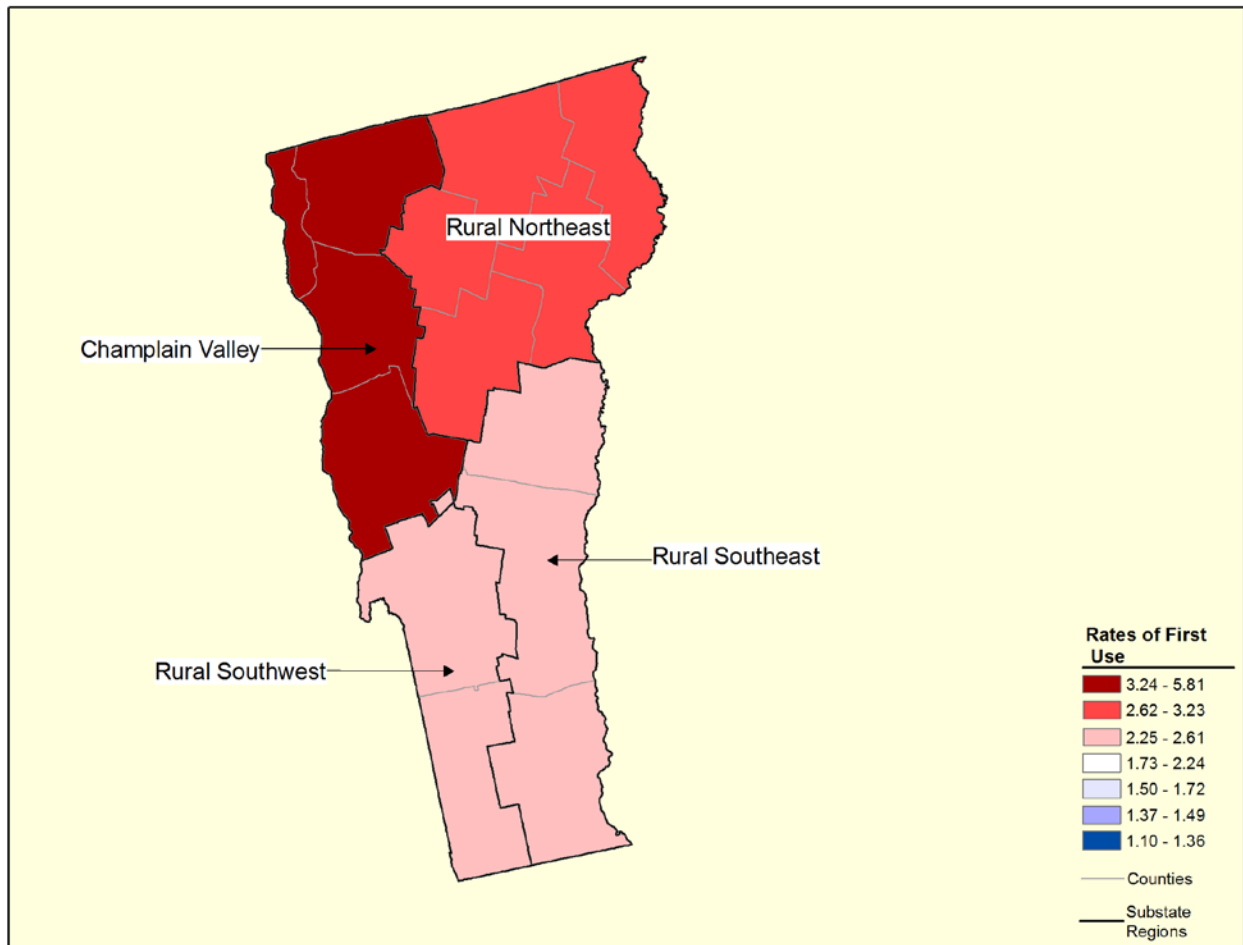 Rural Northeast
Champlain Valley
Rural Southeast
Rural Southwest
Rates of First
Use
3.24 - 5.81
2.62 - 3.23
2.25 - 2.61
1.73 - 2.24
1.50 - 1.72
1.37 - 1.49
1.10 - 1.36
Counties
Substate
Regions